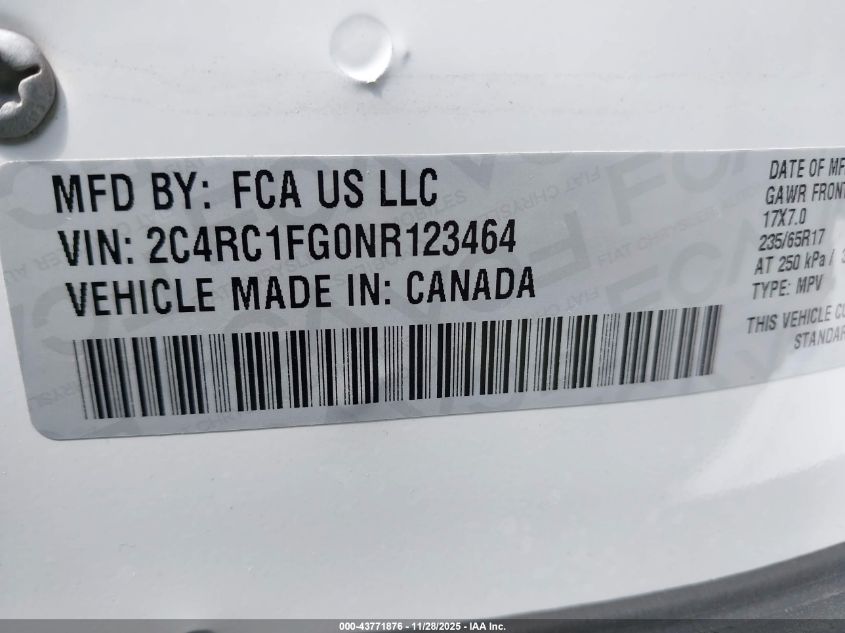 MFD BY: FCA US LLC
VIN: 2C4RC1FG0NR123464
VEHICLE MADE IN: CANADA
DATE OF MF
GAWR FRONT
17X7.0
235/65R17
AT 250 kPa /
TYPE: MPV
THIS VEHICLE CO
STANDAR
000-43771876 | 11/28/2025 - IAA Inc.